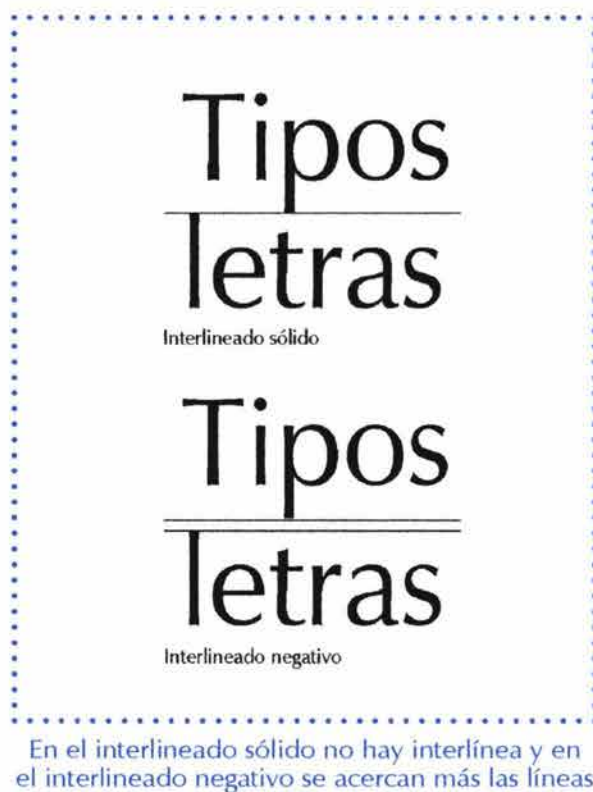 Tipos
letras
Interlineado sólido
Tipos
letras
Interlineado negativo
En el interlineado sólido no hay interlínea y en
el interlineado negativo se acercan más las líneas